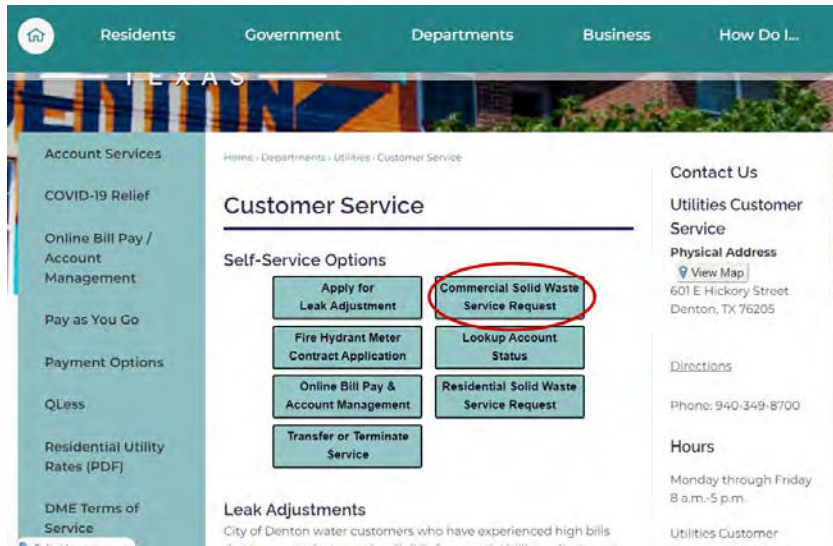 Residents Government Departments Business How Do I...
TEXAS
DENTON
Account Services
COVID-19 Relief
Online Bill Pay /
Account
Management
Pay as You Go
Payment Options
QLess
Residential Utility
Rates (PDF)
DME Terms of
Service
Home › Departments › Utilities › Customer Service
Customer Service
Self-Service Options
Apply for
Leak Adjustment
Commercial Solid Waste
Service Request
Fire Hydrant Meter
Contract Application
Lookup Account
Status
Online Bill Pay &
Account Management
Residential Solid Waste
Service Request
Transfer or Terminate
Service
Leak Adjustments
City of Denton water customers who have experienced high bills
Contact Us
Utilities Customer
Service
Physical Address
View Map
601 E Hickory Street
Denton, TX 76205
Directions
Phone: 940-349-8700
Hours
Monday through Friday
8 a.m.-5 p.m.
Utilities Customer